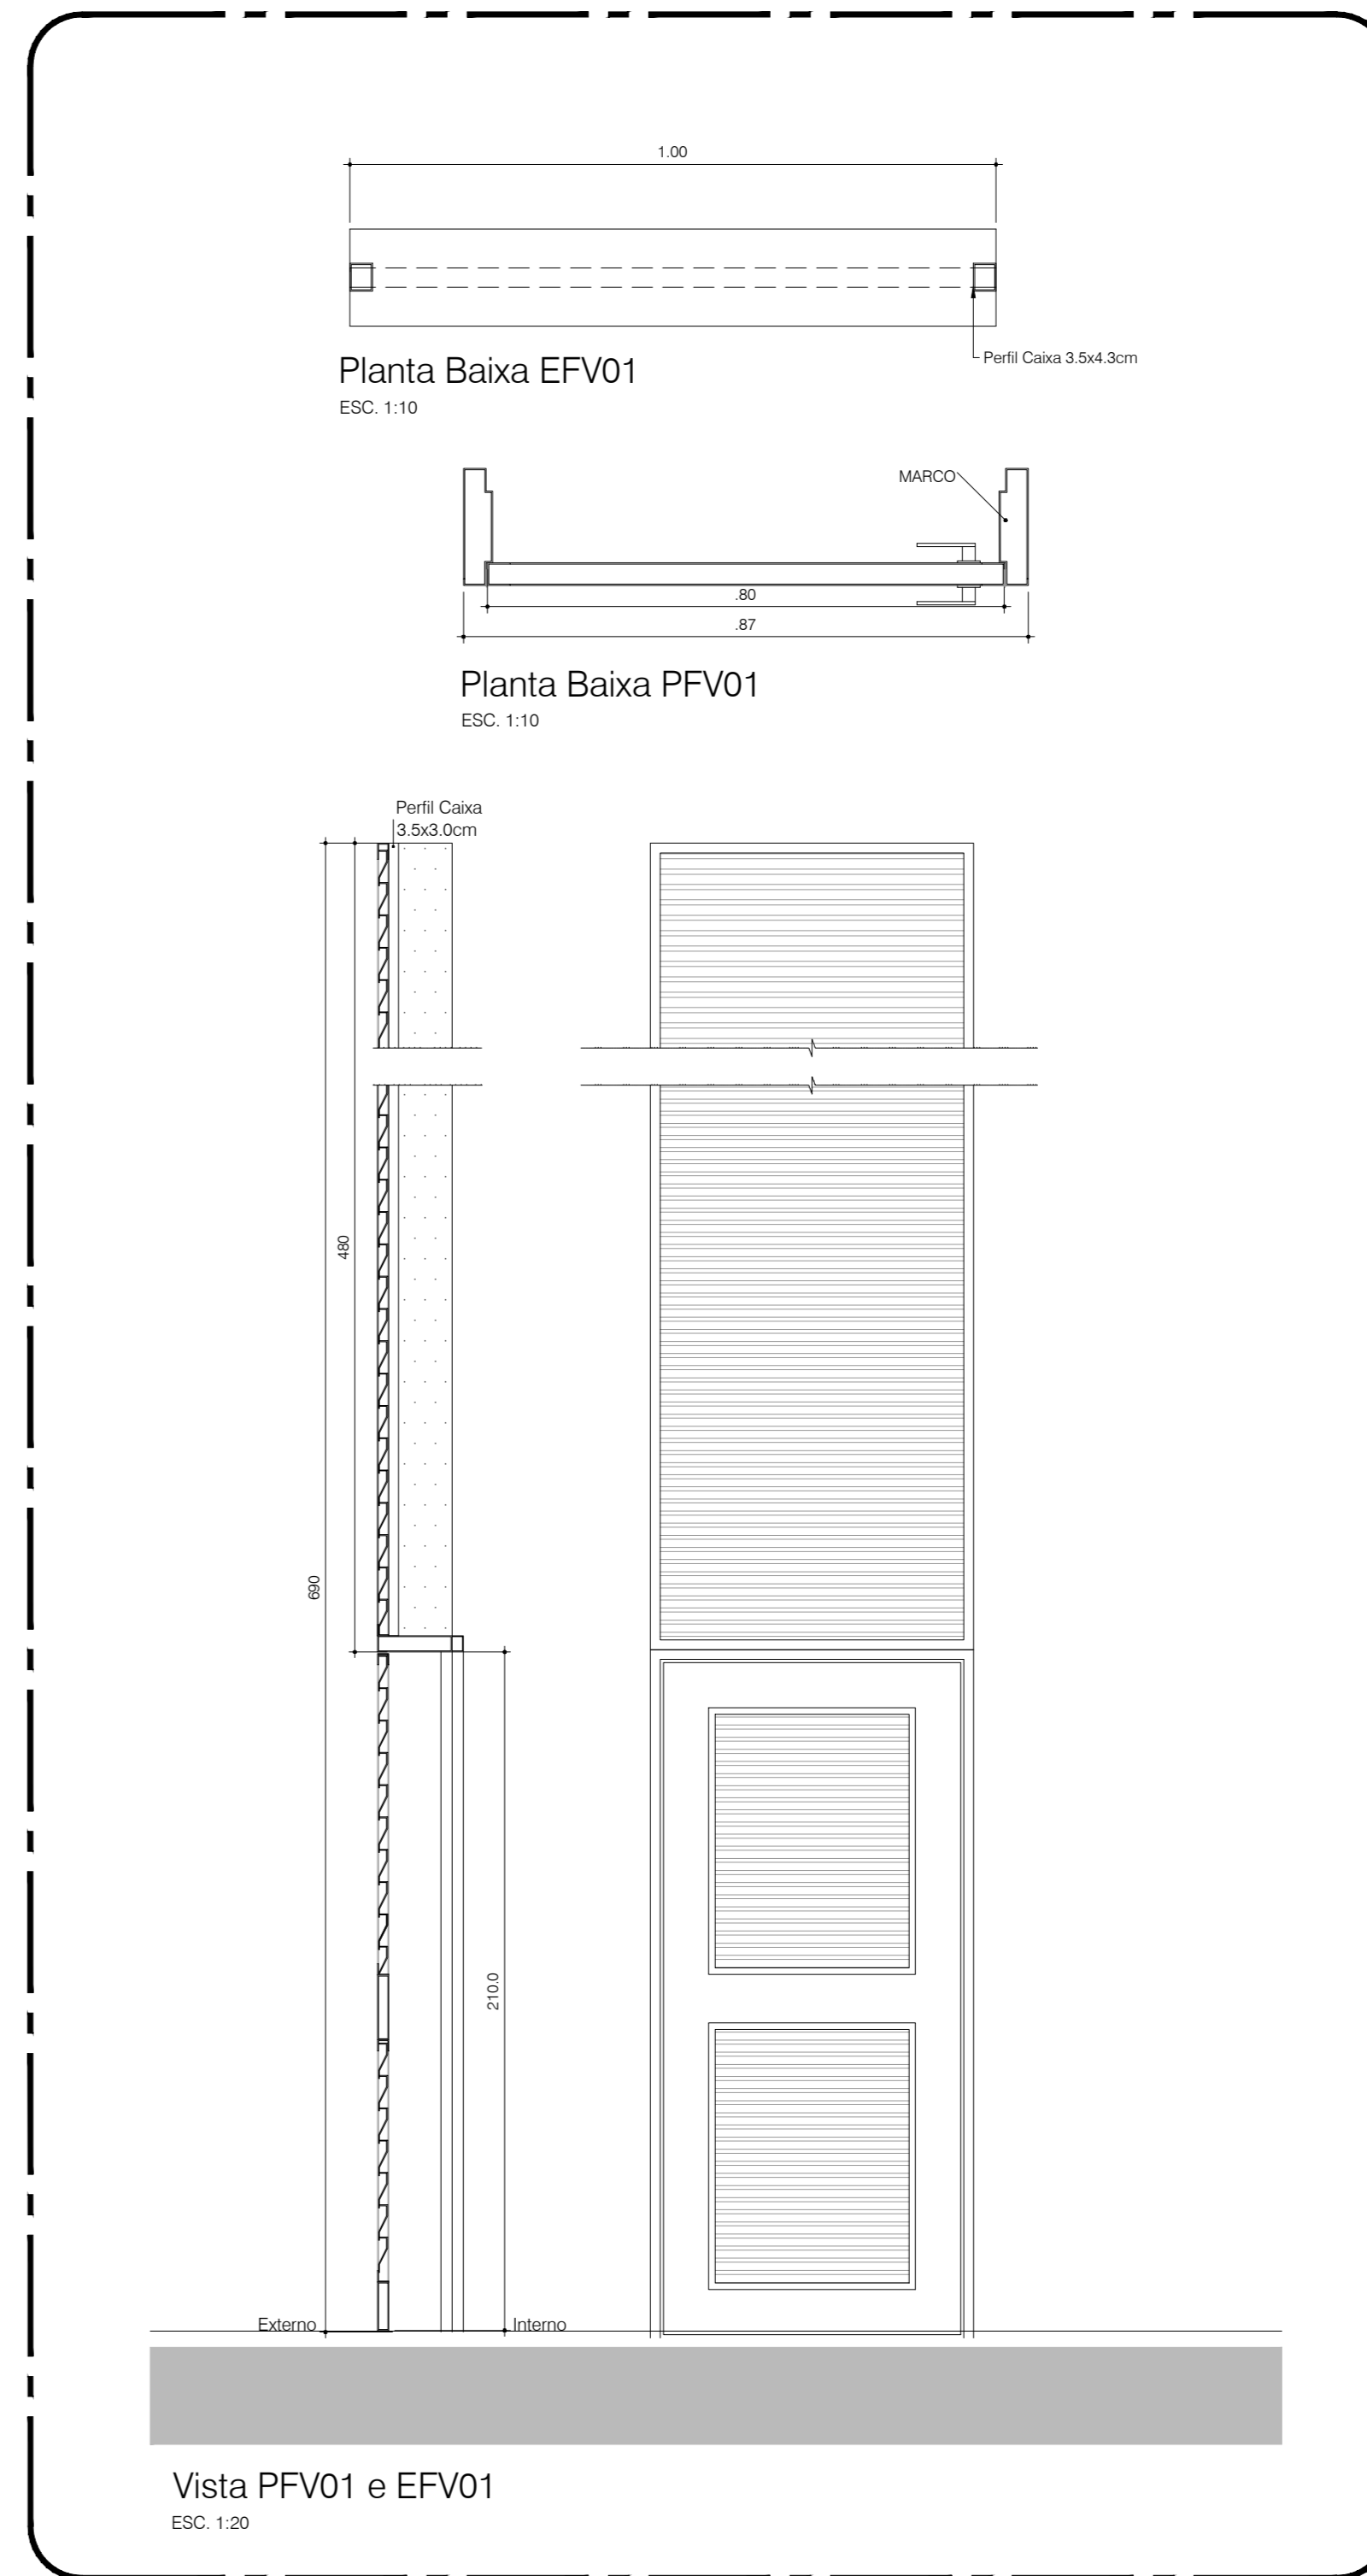 1.00
Perfil Caixa 3.5x4.3cm
Planta Baixa EFV01
ESC. 1:10
MARCO
.80
.87
Planta Baixa PFV01
ESC. 1:10
Perfil Caixa
3.5x3.0cm
480
690
210.0
Externo
Interno
Vista PFV01 e EFV01
ESC. 1:20